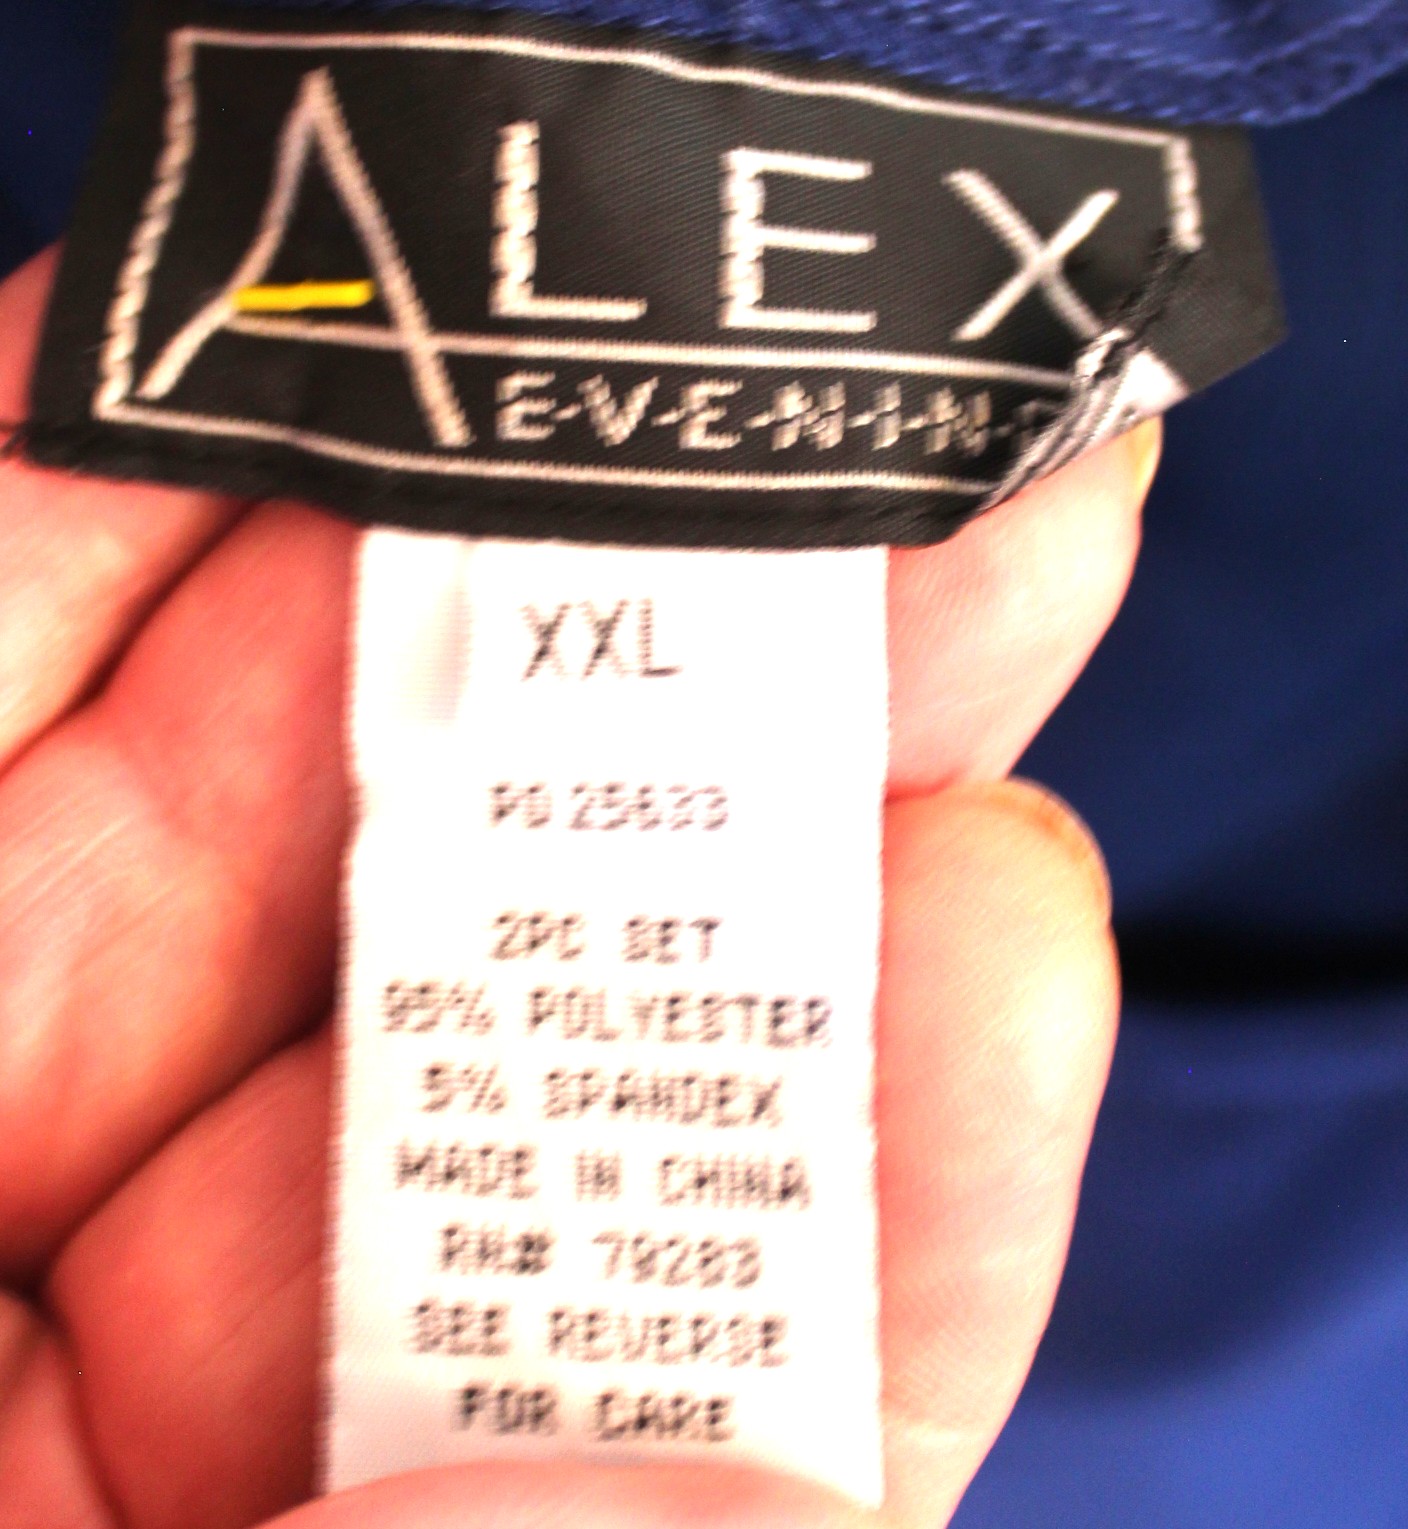 ALEX
EVENIN
XXL
PO 25633
2PC SET
95% POLYESTER
5% SPANDEX
MADE IN CHINA
RN# 79283
SEE REVERSE
FOR CARE